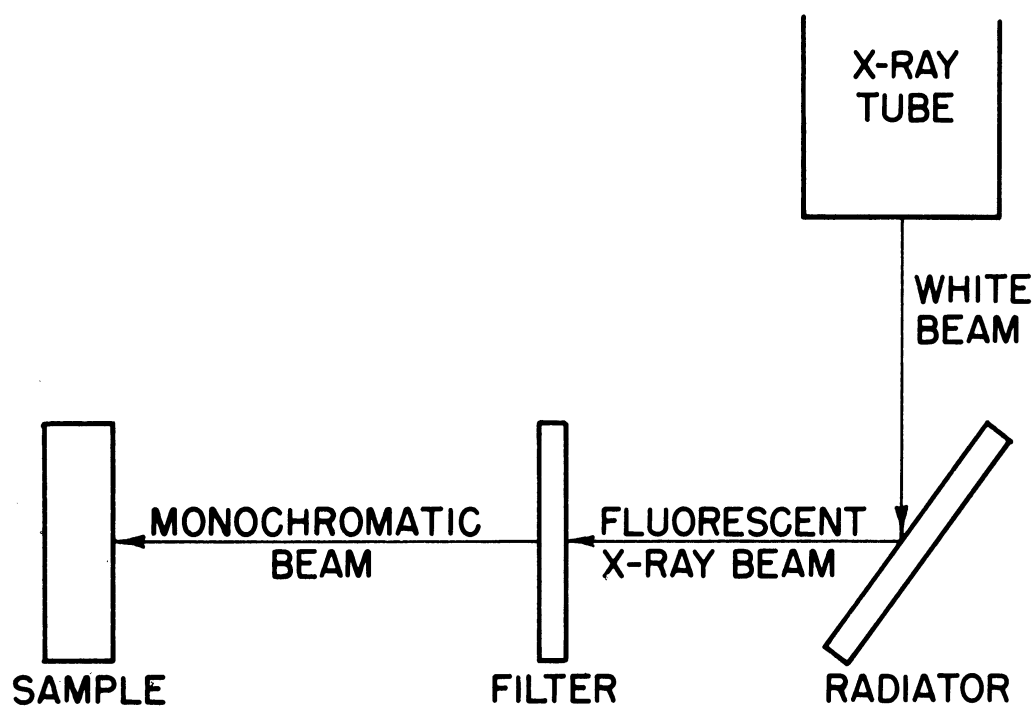 X-RAY
TUBE
WHITE
BEAM
MONOCHROMATIC
BEAM
FLUORESCENT
X-RAY BEAM
SAMPLE
FILTER
RADIATOR